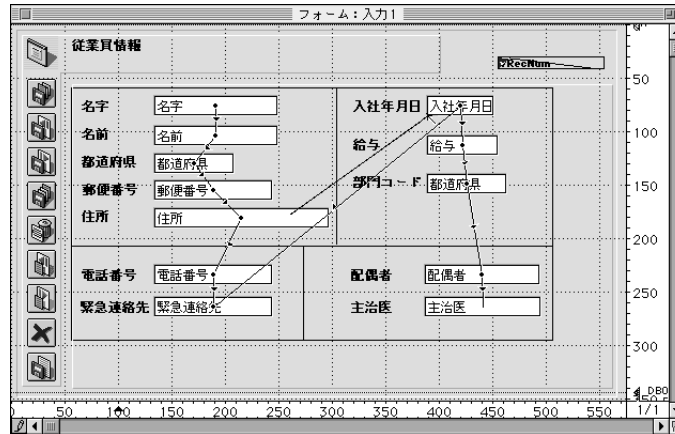 フォーム：入力1
従業員情報
yRecNum
名字 名字 入社年月日 入社年月日
名前 名前 給与 給与
都道府県 都道府県 部門コード 都道府県
郵便番号 郵便番号
住所 住所
電話番号 電話番号 配偶者 配偶者
緊急連絡先 緊急連絡先 主治医 主治医
50
100
150
200
250
300
0 50 100 150 200 250 300 350 400 450 500 550
1/1